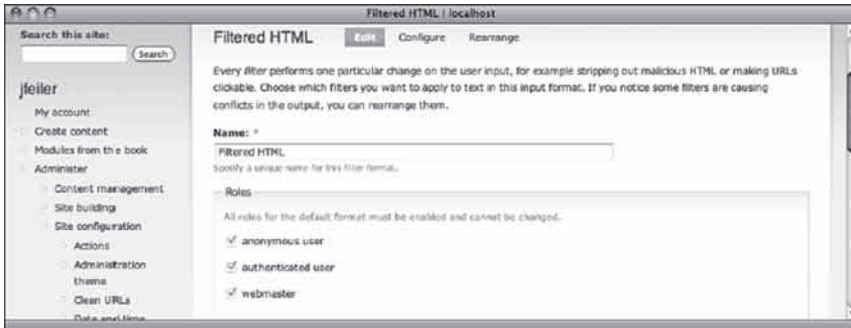 Filtered HTML | localhost
Search this site:
Search
jfeiler
My account
Create content
Modules from the book
Administer
Content management
Site building
Site configuration
Actions
Administration
theme
Clean URLs
Date and time
Filtered HTML
Edit
Configure
Rearrange
Every filter performs one particular change on the user input, for example stripping out malicious HTML or making URLs
clickable. Choose which filters you want to apply to text in this input format. If you notice some filters are causing
conflicts in the output, you can rearrange them.
Name: *
Filtered HTML
Specify a unique name for this filter format.
Roles
All roles for the default format must be enabled and cannot be changed.
anonymous user
authenticated user
webmaster